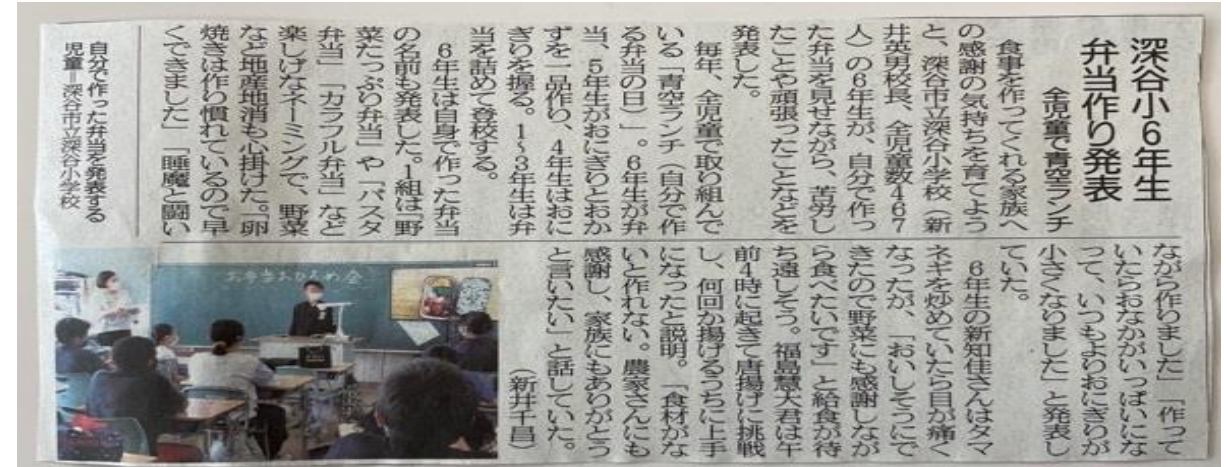 深谷小6年生
弁当作り発表
全児童で青空ランチ
食事を作ってくれる家族へ
の感謝の気持ちを育てよう
と、深谷市立深谷小学校（新
井英男校長、全児童数467
人）の6年生が、自分で作っ
た弁当を見せながら、苦労し
たことや頑張ったことなどを
発表した。
毎年、全児童で取り組んで
いる「青空ランチ（自分で作
る弁当の日）」。6年生が弁
当、5年生がおにぎりとおか
ずを一品作り、4年生はおに
ぎりを握る。1〜3年生は弁
当を詰めて登校する。
6年生は自身で作った弁当
の名前も発表した。1組は「野
菜たっぷり弁当」や「パスタ
弁当」「カラフル弁当」など
楽しげなネーミングで、野菜
など地産地消も心掛けた。「卵
焼きは作り慣れているので早
くできました」「睡魔と闘い
ながら作りました」「作って
いたらおなかがいっぱいにな
って、いつもよりおにぎりが
小さくなりました」と発表し
ていた。
6年生の新知佳さんはタマ
ネギを炒めていたら目が痛く
なったが、「おいしそうにで
きたので野菜にも感謝しなが
ら食べたいです」と給食が待
ち遠しそう。福島慧大君は午
前4時に起きて唐揚げに挑戦
し、何回か揚げるうちに上手
になったと説明。「食材がな
いと作れない。農家さんにも
感謝し、家族にもありがとう
と言いたい」と話していた。
（新井千昌）
自分で作った弁当を発表する
児童＝深谷市立深谷小学校
お弁当おひろめ会